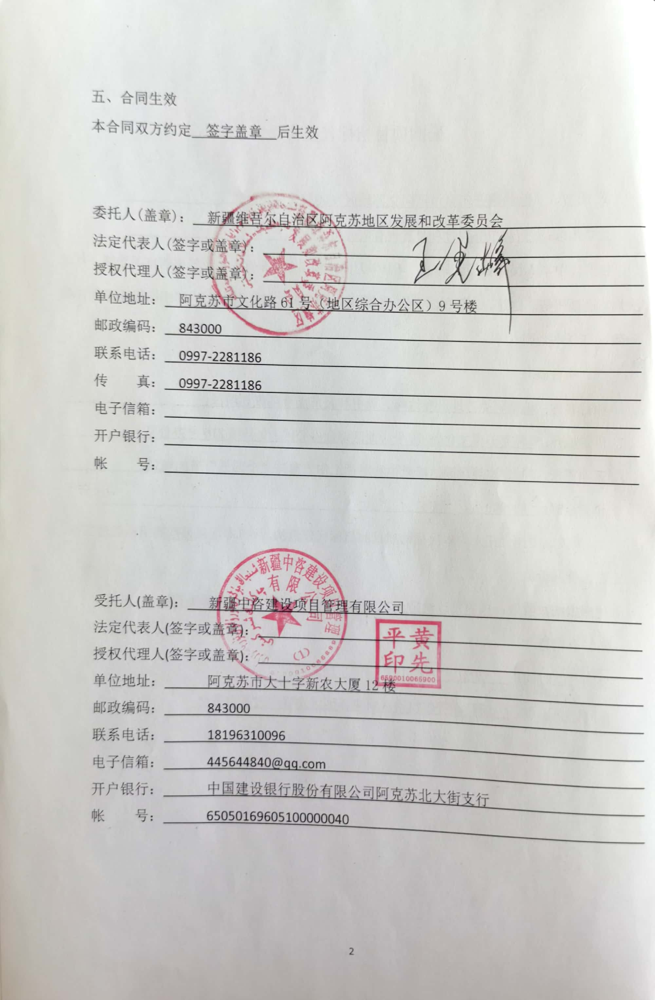 五、合同生效
本合同双方约定 签字盖章 后生效
委托人(盖章)： 新疆维吾尔自治区阿克苏地区发展和改革委员会
法定代表人(签字或盖章)：
授权代理人(签字或盖章)：
单位地址： 阿克苏市文化路 61 号（地区综合办公区）9 号楼
邮政编码： 843000
联系电话： 0997-2281186
传 真： 0997-2281186
电子信箱：
开户银行：
帐 号：
新疆中咨建设项目管理
有限公司
(1)
受托人(盖章)： 新疆中咨建设项目管理有限公司
法定代表人(签字或盖章)：
授权代理人(签字或盖章)：
黄先平印
6590010066900
单位地址： 阿克苏市大十字新农大厦 12 楼
邮政编码： 843000
联系电话： 18196310096
电子信箱： 445644840@qq.com
开户银行： 中国建设银行股份有限公司阿克苏北大街支行
帐 号： 65050169605100000040
2